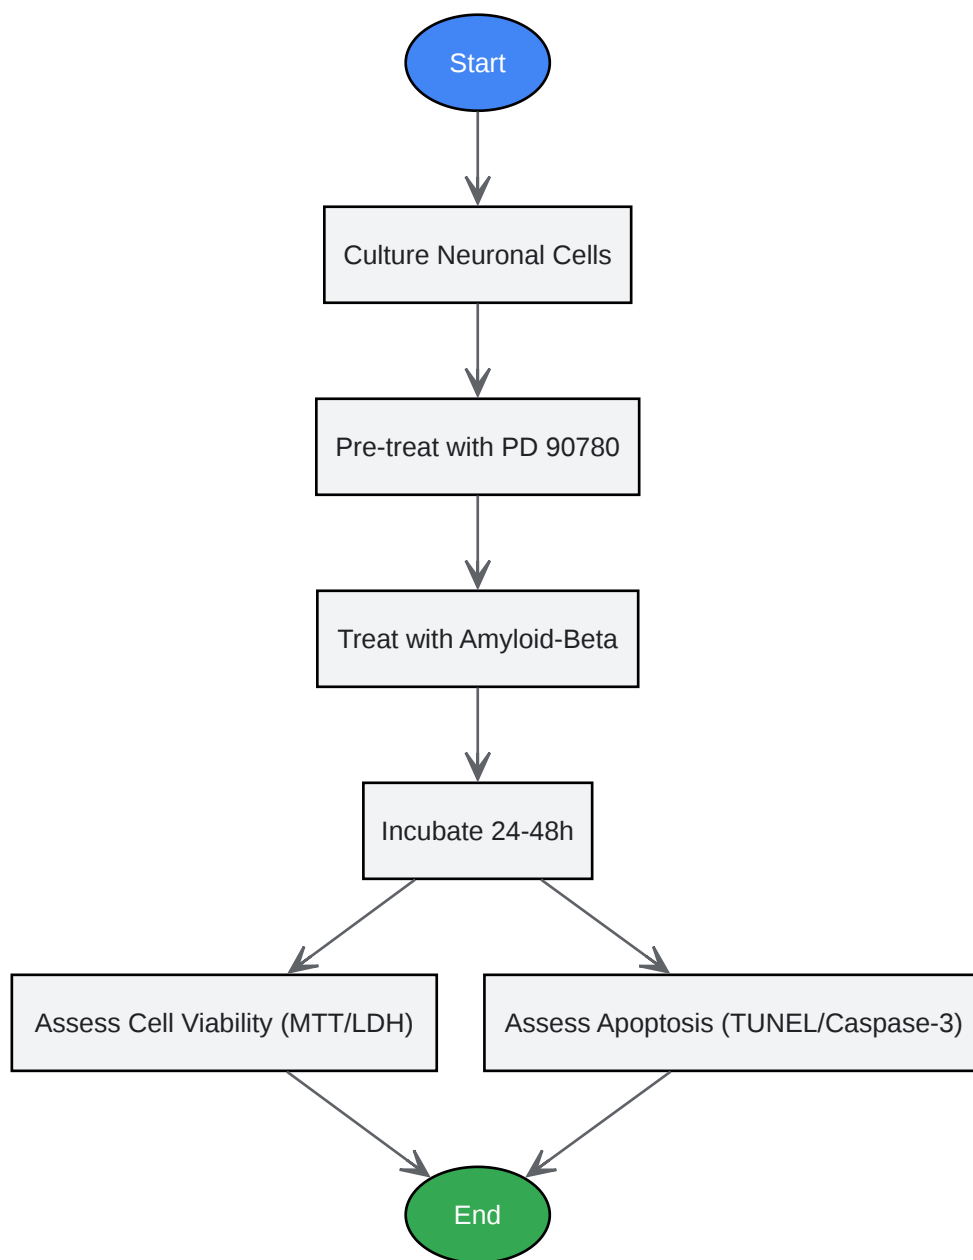 Start
Culture Neuronal Cells
Pre-treat with PD 90780
Treat with Amyloid-Beta
Incubate 24-48h
Assess Cell Viability (MTT/LDH)
Assess Apoptosis (TUNEL/Caspase-3)
End